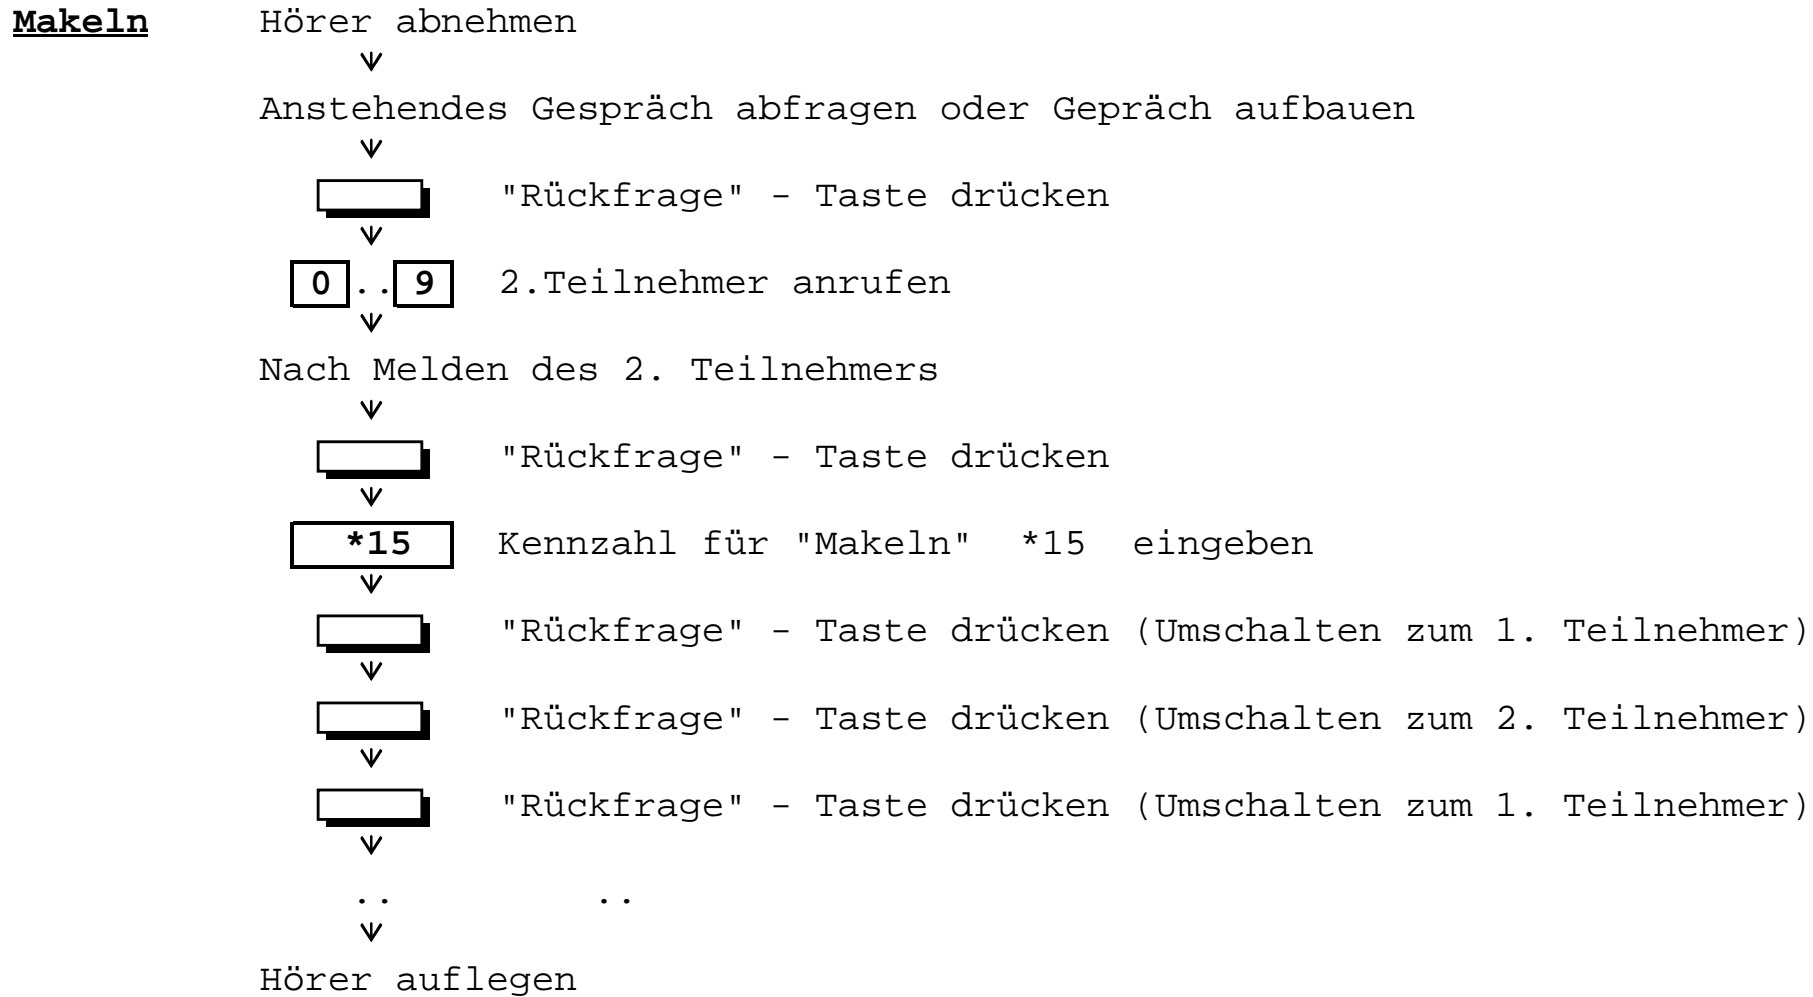 Makeln Hörer abnehmen
Anstehendes Gespräch abfragen oder Gepräch aufbauen
"Rückfrage" - Taste drücken
0 .. 9 2.Teilnehmer anrufen
Nach Melden des 2. Teilnehmers
"Rückfrage" - Taste drücken
*15 Kennzahl für "Makeln" *15 eingeben
"Rückfrage" - Taste drücken (Umschalten zum 1. Teilnehmer)
"Rückfrage" - Taste drücken (Umschalten zum 2. Teilnehmer)
"Rückfrage" - Taste drücken (Umschalten zum 1. Teilnehmer)
.. ..
Hörer auflegen